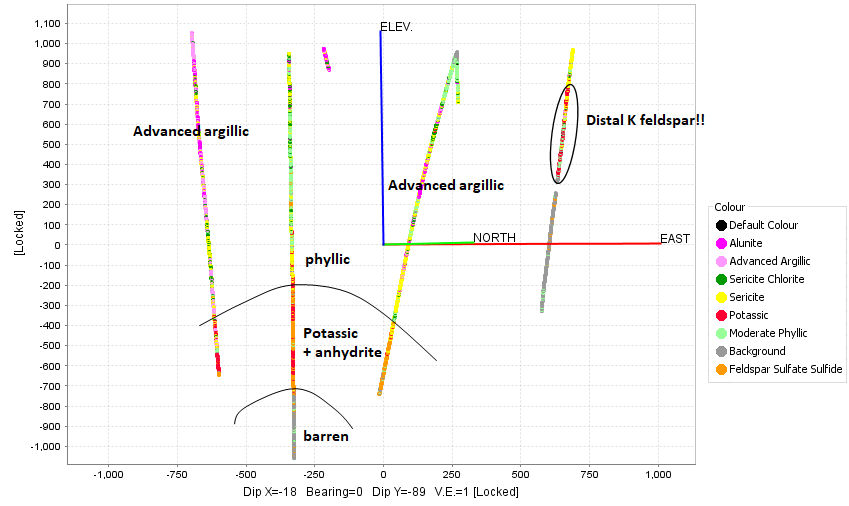 ELEV.
1,100
1,000
900
800
700
600
500
400
300
200
100
0
-100
-200
-300
-400
-500
-600
-700
-800
-900
-1,000
[Locked]
Advanced argillic
Distal K feldspar!!
Advanced argillic
NORTH
EAST
phyllic
Potassic
+ anhydrite
barren
-1,000
-750
-500
-250
0
250
500
750
1,000
Dip X=-18 Bearing=0 Dip Y=-89 V.E.=1 [Locked]
Colour
Default Colour
Alunite
Advanced Argillic
Sericite Chlorite
Sericite
Potassic
Moderate Phyllic
Background
Feldspar Sulfate Sulfide